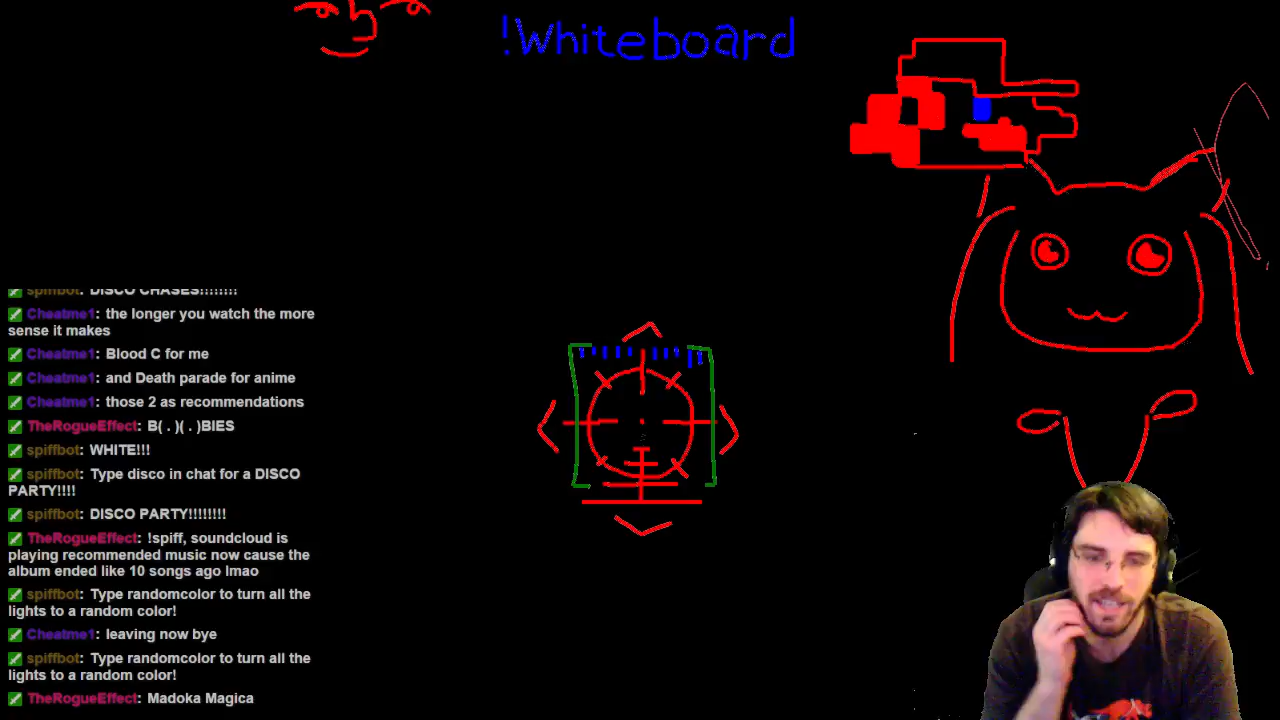 !Whiteboard
spiffbot: DISCO CHASES!!!!!!!!
Cheatme1: the longer you watch the more
sense it makes
Cheatme1: Blood C for me
Cheatme1: and Death parade for anime
Cheatme1: those 2 as recommendations
TheRogueEffect: B( . )( . )BIES
spiffbot: WHITE!!!
spiffbot: Type disco in chat for a DISCO
PARTY!!!!
spiffbot: DISCO PARTY!!!!!!!!
TheRogueEffect: !spiff, soundcloud is
playing recommended music now cause the
album ended like 10 songs ago lmao
spiffbot: Type randomcolor to turn all the
lights to a random color!
Cheatme1: leaving now bye
spiffbot: Type randomcolor to turn all the
lights to a random color!
TheRogueEffect: Madoka Magica